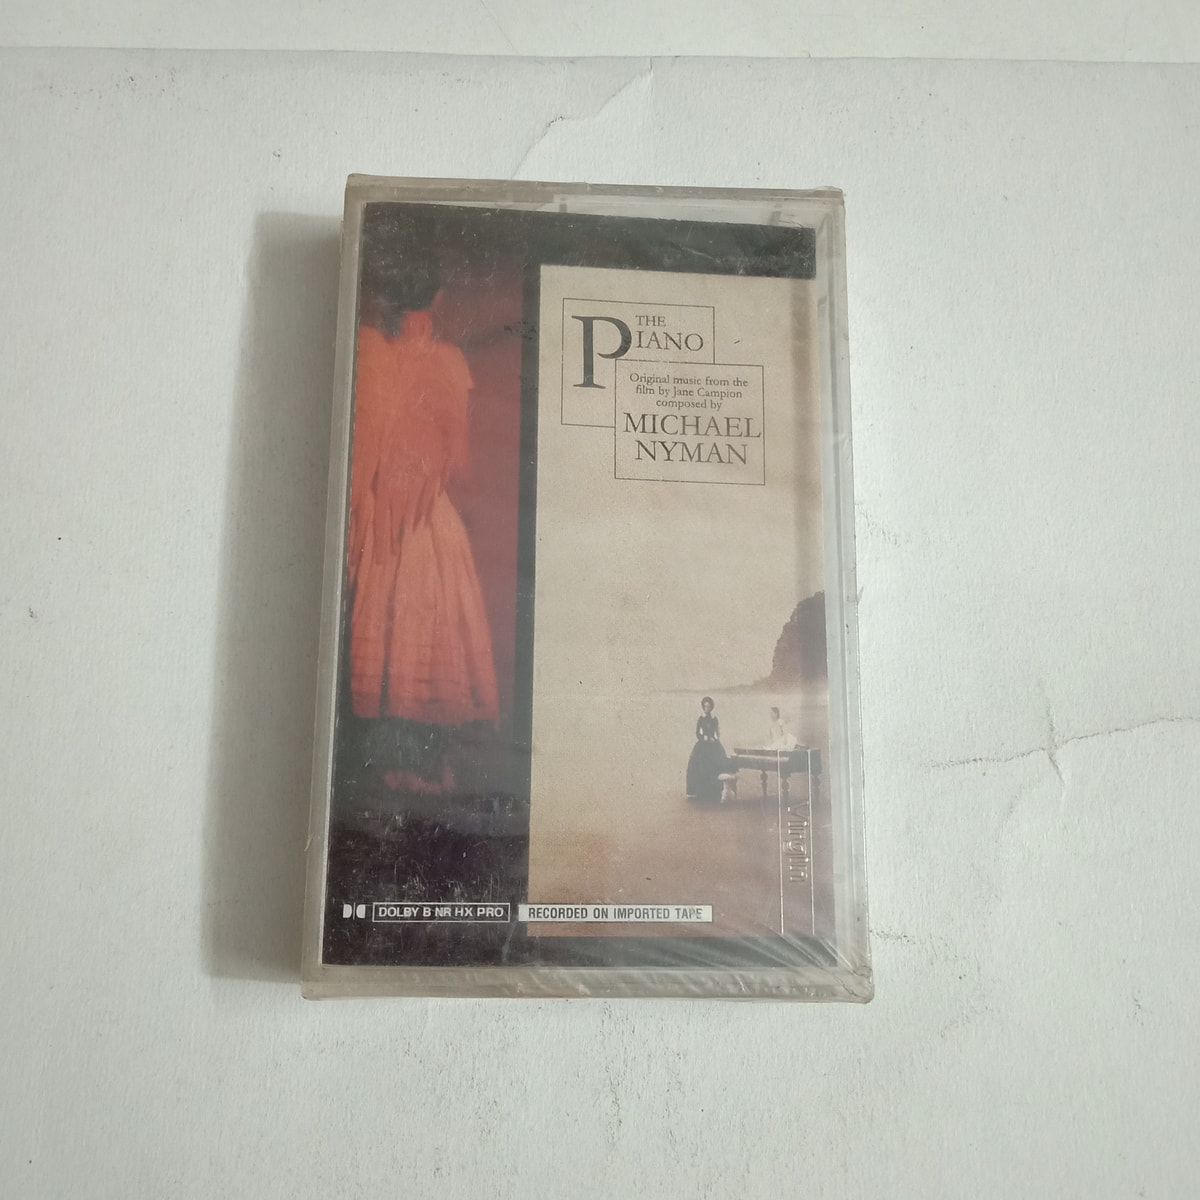 THE
PIANO
Original music from the
film by Jane Campion
composed by
MICHAEL
NYMAN
Virgin
DOLBY B NR HX PRO
RECORDED ON IMPORTED TAPE